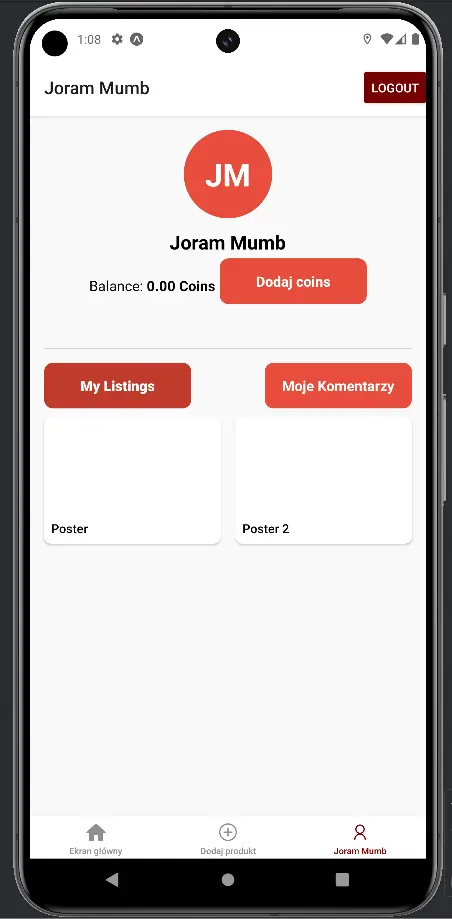 1:08
Joram Mumb
LOGOUT
JM
Joram Mumb
Balance: 0.00 Coins
Dodaj coins
My Listings
Moje Komentarzy
Poster
Poster 2
Ekran główny
Dodaj produkt
Joram Mumb